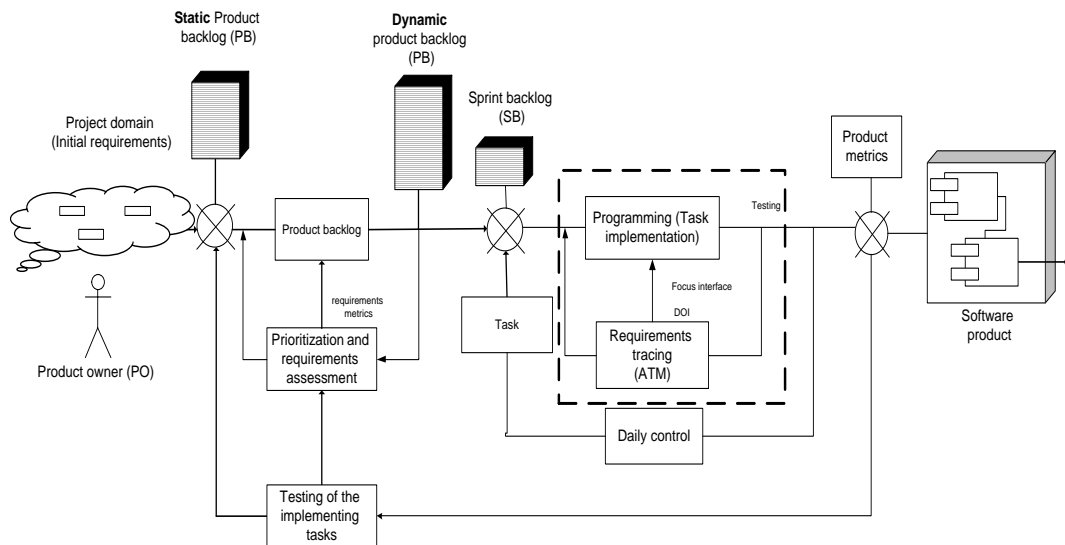 Static Product
backlog (PB)
Dynamic
product backlog
(PB)
Sprint backlog
(SB)
Project domain
(Initial requirements)
Product
metrics
Product backlog
Programming (Task
implementation)
Testing
requirements
metrics
Focus interface
DOI
Task
Prioritization and
requirements
assessment
Requirements
tracing
(ATM)
Software
product
Product owner (PO)
Daily control
Testing of the
implementing
tasks